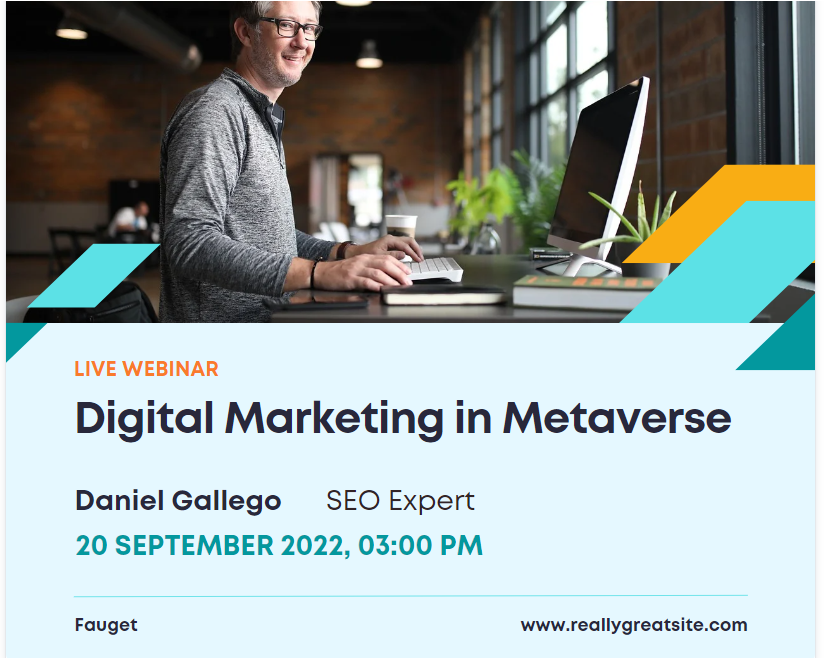 LIVE WEBINAR
Digital Marketing in Metaverse
Daniel Gallego SEO Expert
20 SEPTEMBER 2022, 03:00 PM
Fauget www.reallygreatsite.com